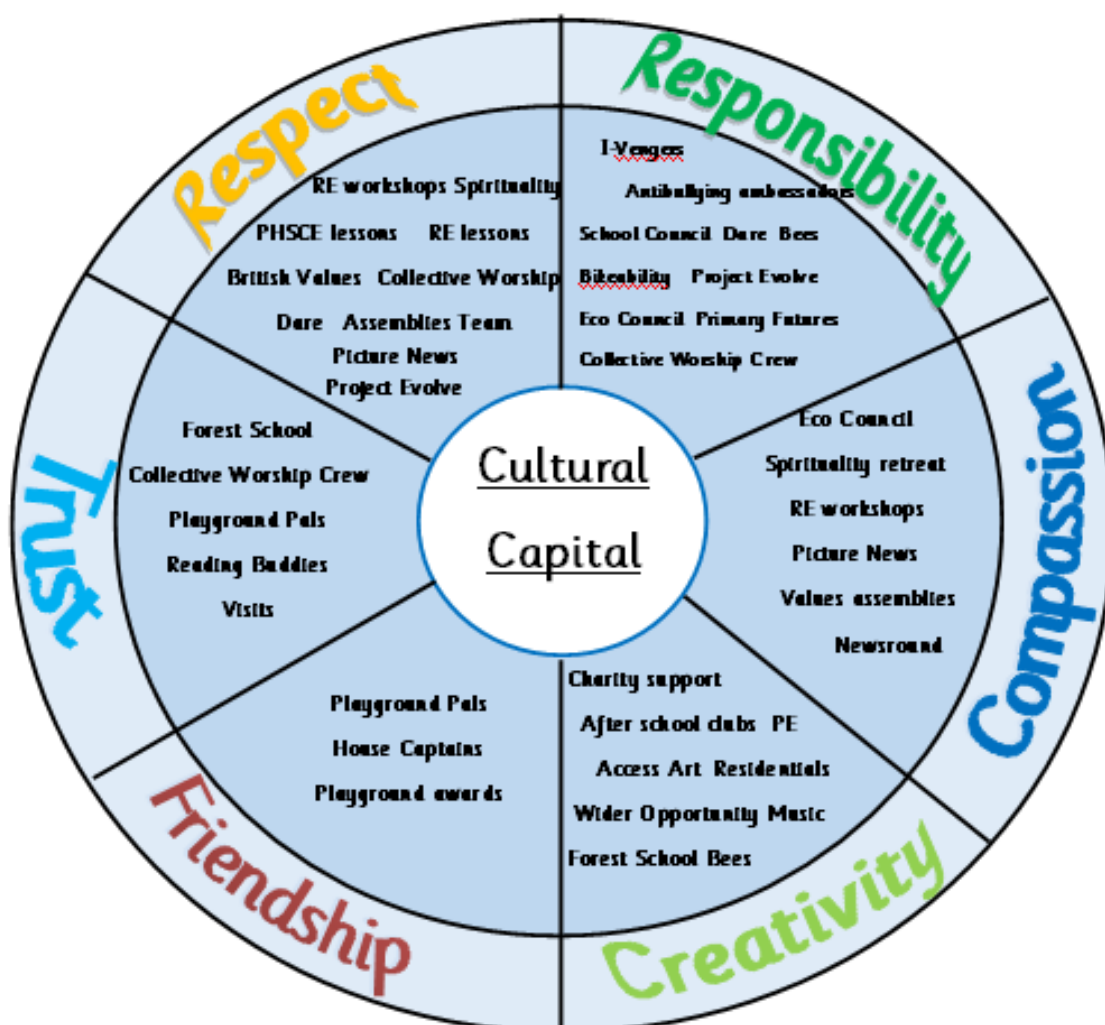 Respect
RE workshops Spirituality
PHSCE lessons RE lessons
British Values Collective Worship
Dare Assemblies Team
Picture News
Project Evolve
Responsibility
I-Vengers
Antibullying ambassadors
School Council Dare Bees
Bikeability Project Evolve
Eco Council Primary Futures
Collective Worship Crew
Compassion
Eco Council
Spirituality retreat
RE workshops
Picture News
Values assemblies
Newsround
Creativity
Charity support
After school clubs PE
Access Art Residentials
Wider Opportunity Music
Forest School Bees
Friendship
Playground Pals
House Captains
Playground awards
Trust
Forest School
Collective Worship Crew
Playground Pals
Reading Buddies
Visits
Cultural
Capital